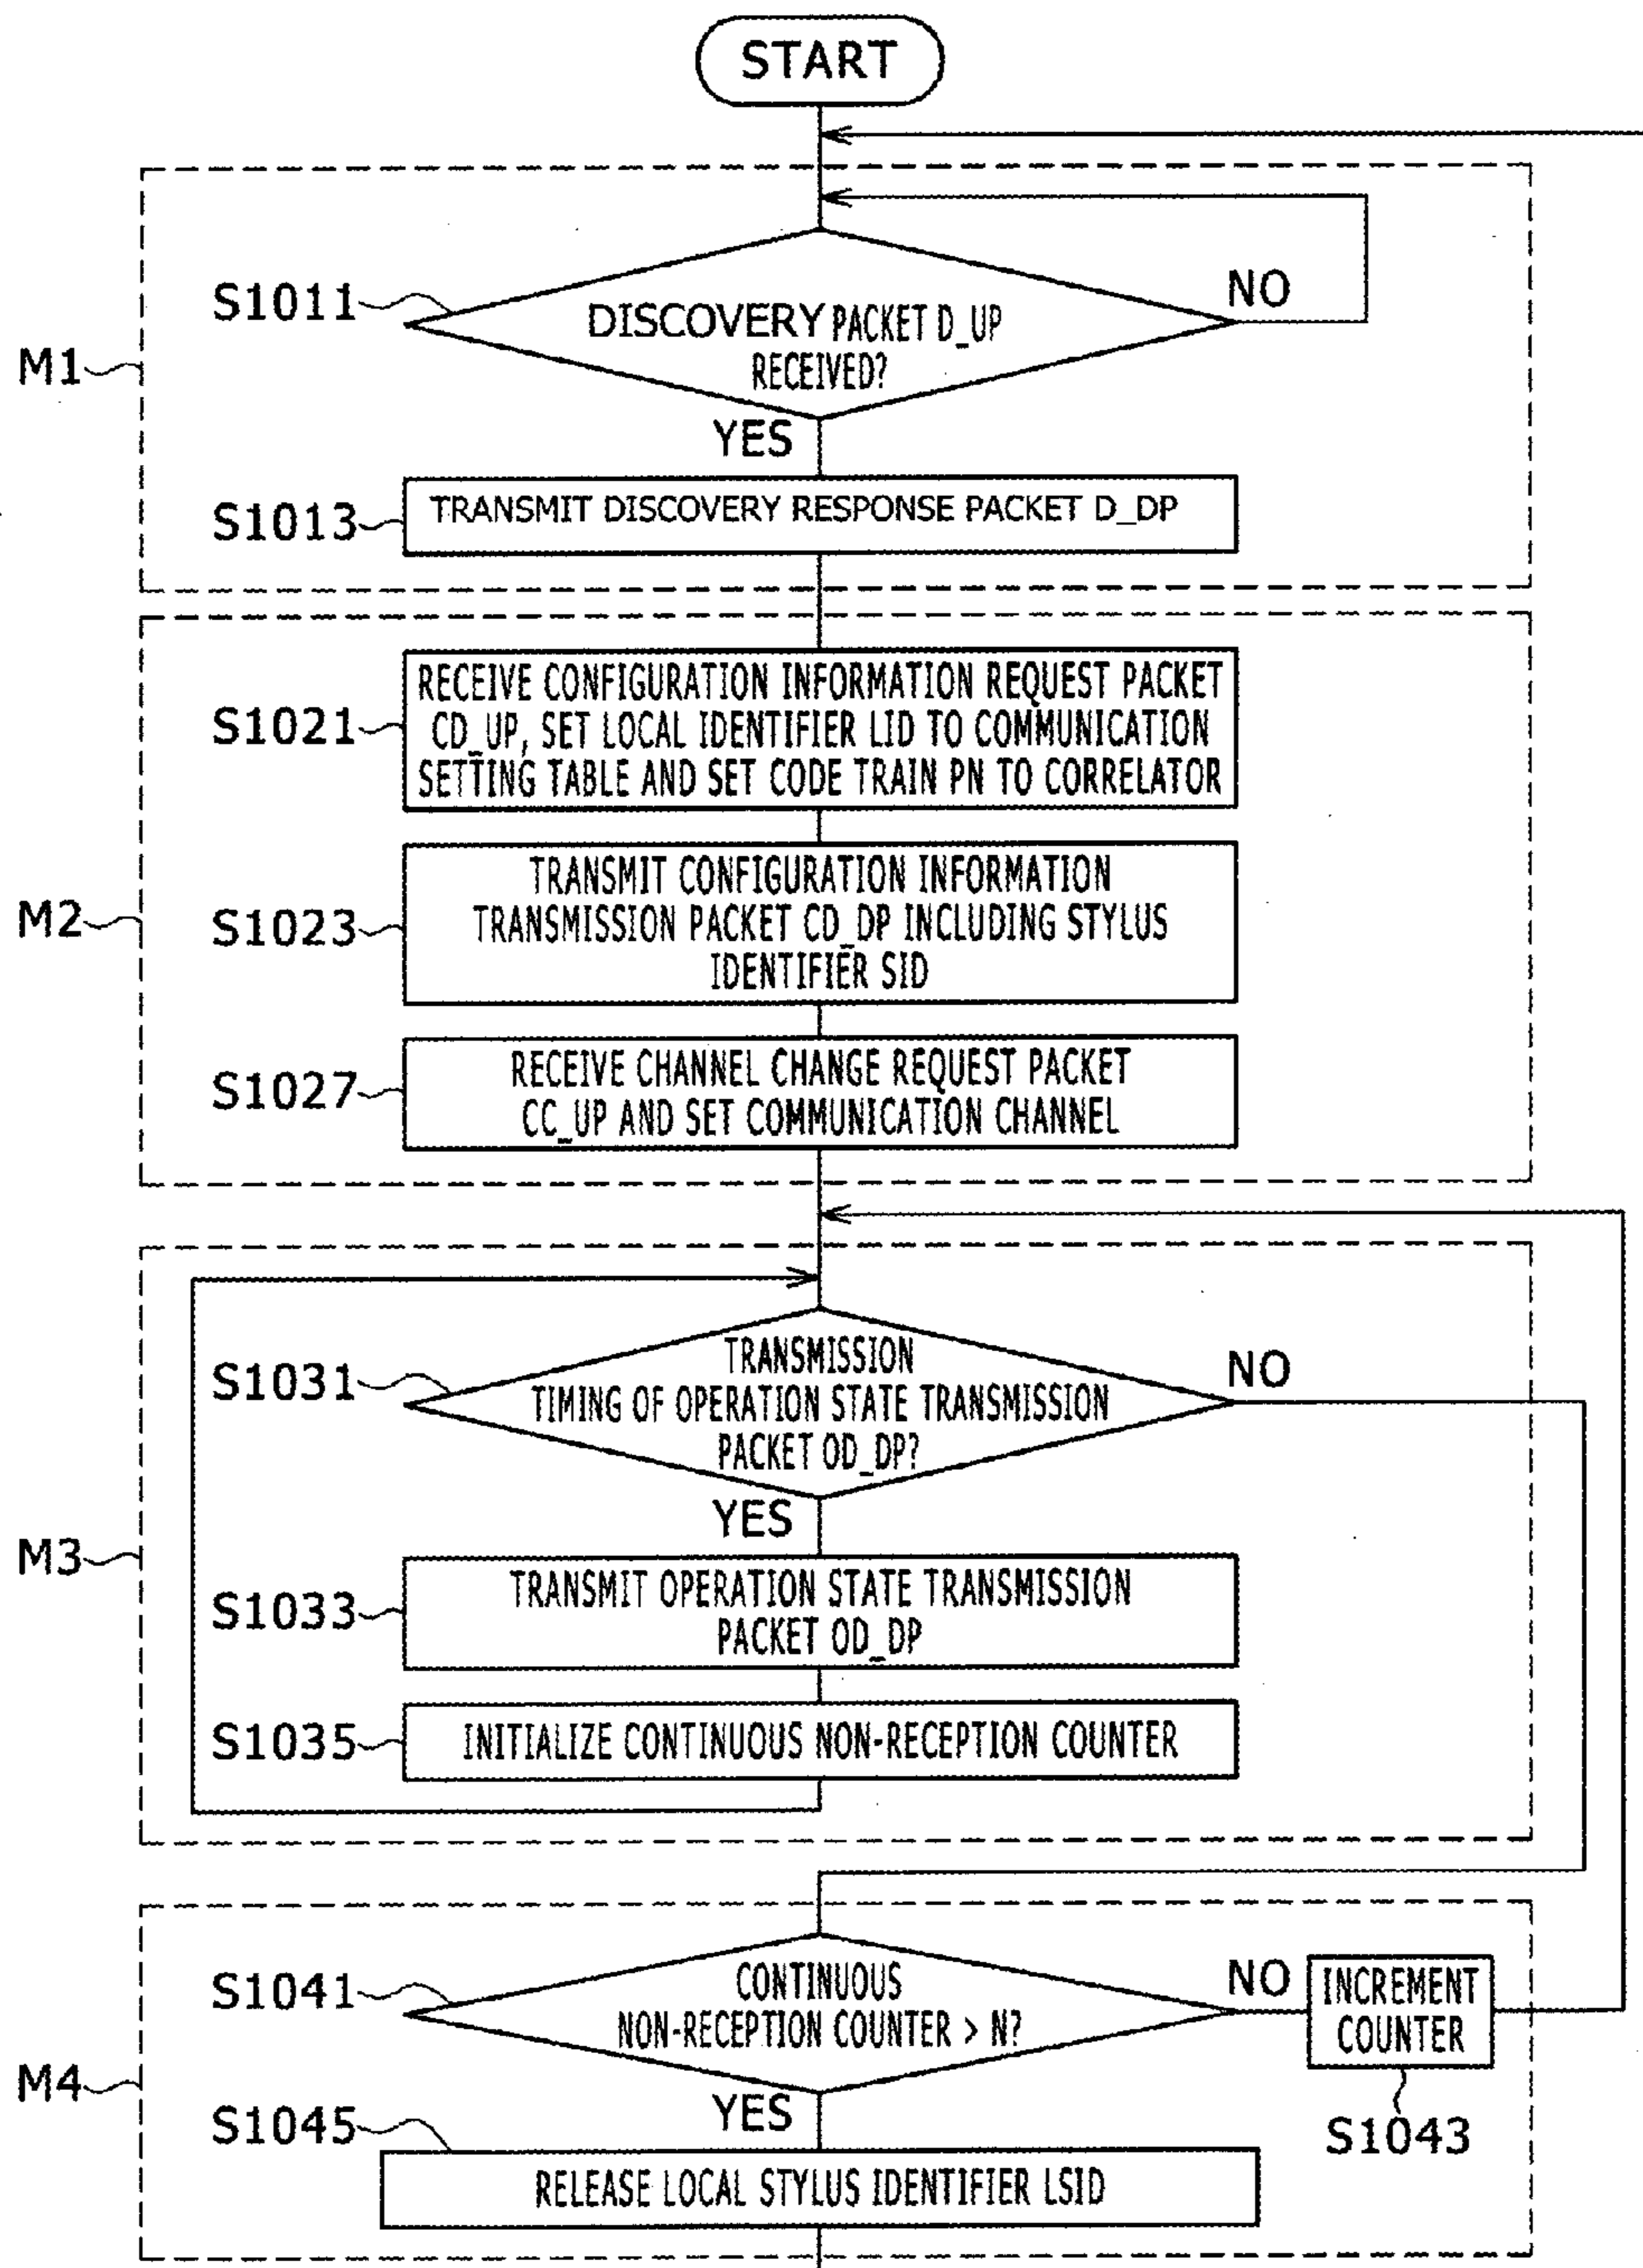 START
S1011
DISCOVERY PACKET D_UP
RECEIVED?
NO
M1
YES
S1013
TRANSMIT DISCOVERY RESPONSE PACKET D_DP
S1021
RECEIVE CONFIGURATION INFORMATION REQUEST PACKET
CD_UP, SET LOCAL IDENTIFIER LID TO COMMUNICATION
SETTING TABLE AND SET CODE TRAIN PN TO CORRELATOR
M2
S1023
TRANSMIT CONFIGURATION INFORMATION
TRANSMISSION PACKET CD_DP INCLUDING STYLUS
IDENTIFIER SID
S1027
RECEIVE CHANNEL CHANGE REQUEST PACKET
CC_UP AND SET COMMUNICATION CHANNEL
S1031
TRANSMISSION
TIMING OF OPERATION STATE TRANSMISSION
PACKET OD_DP?
NO
YES
M3
S1033
TRANSMIT OPERATION STATE TRANSMISSION
PACKET OD_DP
S1035
INITIALIZE CONTINUOUS NON-RECEPTION COUNTER
S1041
CONTINUOUS
NON-RECEPTION COUNTER > N?
NO
INCREMENT
COUNTER
S1043
M4
YES
S1045
RELEASE LOCAL STYLUS IDENTIFIER LSID